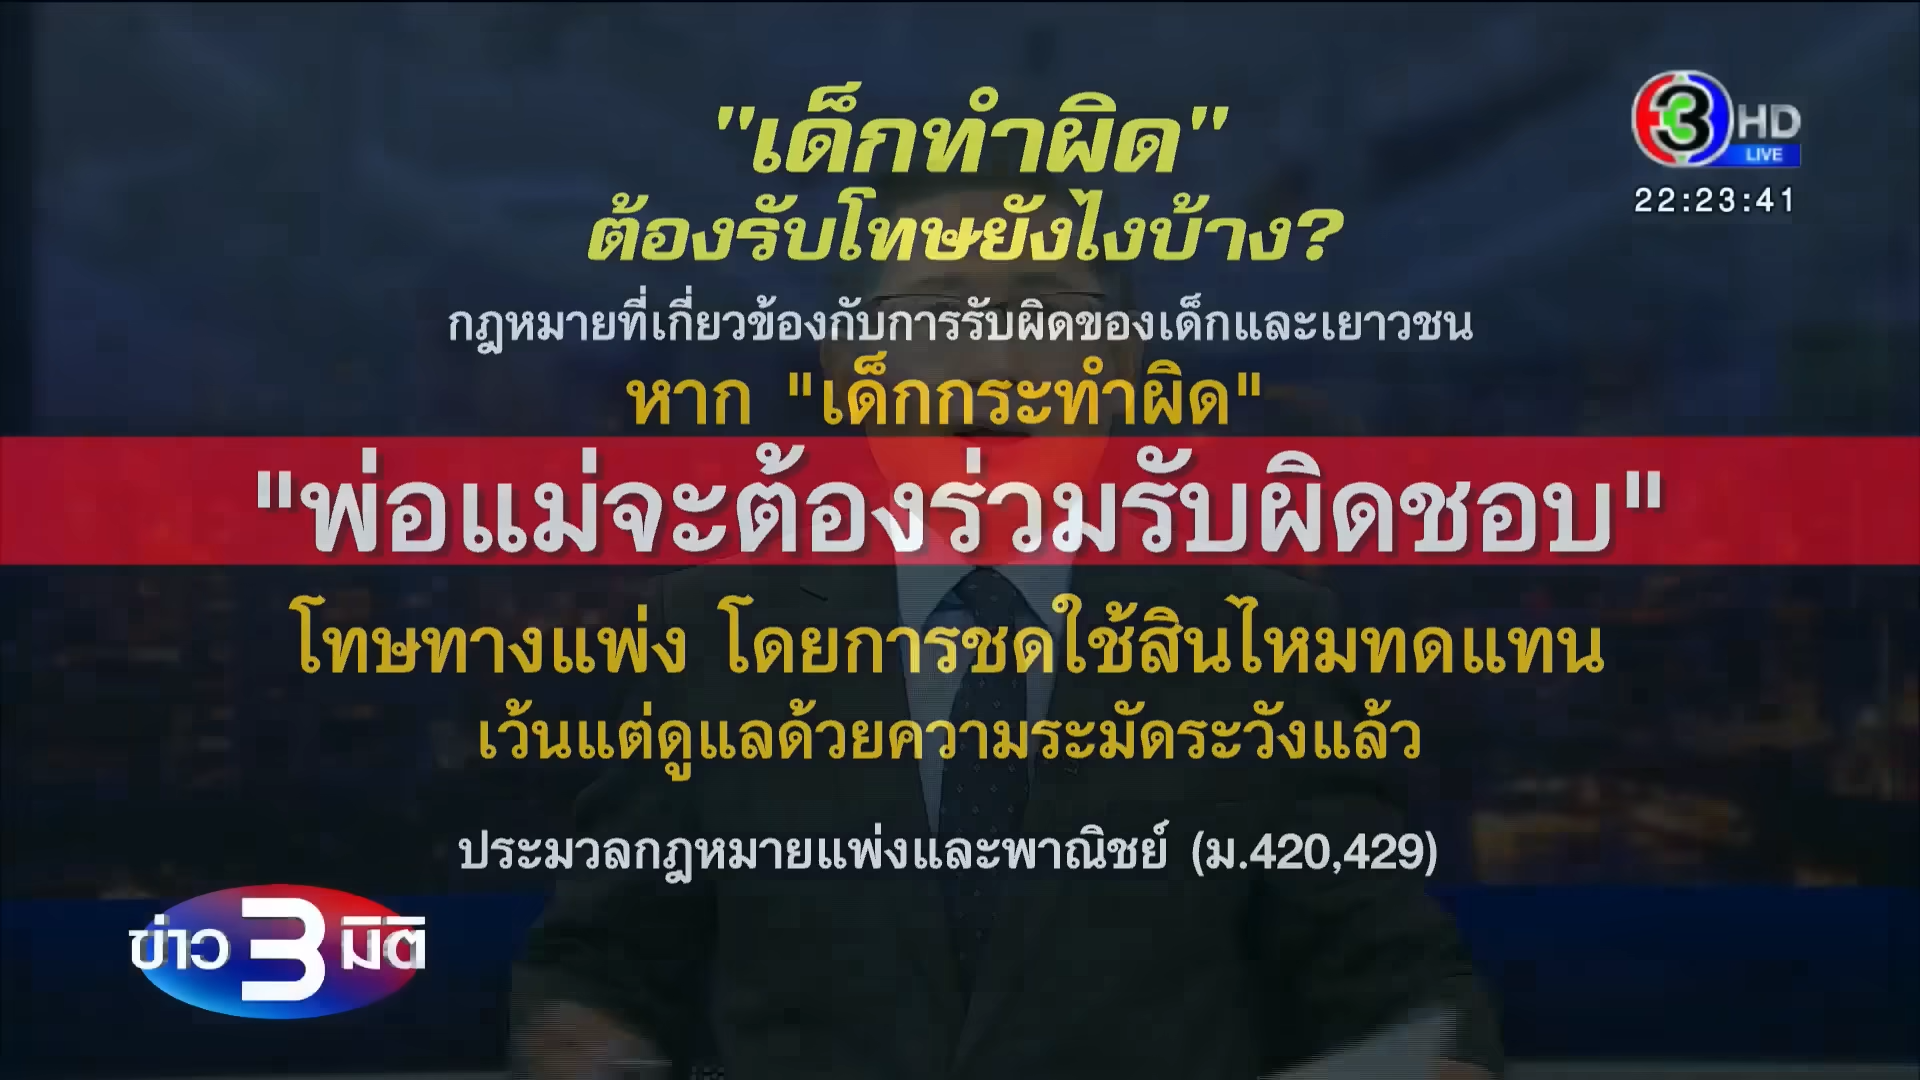 "เด็กทำผิด"
ต้องรับโทษยังไงบ้าง?
3 HD
LIVE
22:23:41
กฎหมายที่เกี่ยวข้องกับการรับผิดของเด็กและเยาวชน
หาก "เด็กกระทำผิด"
"พ่อแม่จะต้องร่วมรับผิดชอบ"
โทษทางแพ่ง โดยการชดใช้สินไหมทดแทน
เว้นแต่ดูแลด้วยความระมัดระวังแล้ว
ประมวลกฎหมายแพ่งและพาณิชย์ (ม.420,429)
ข่าว 3 มิติ